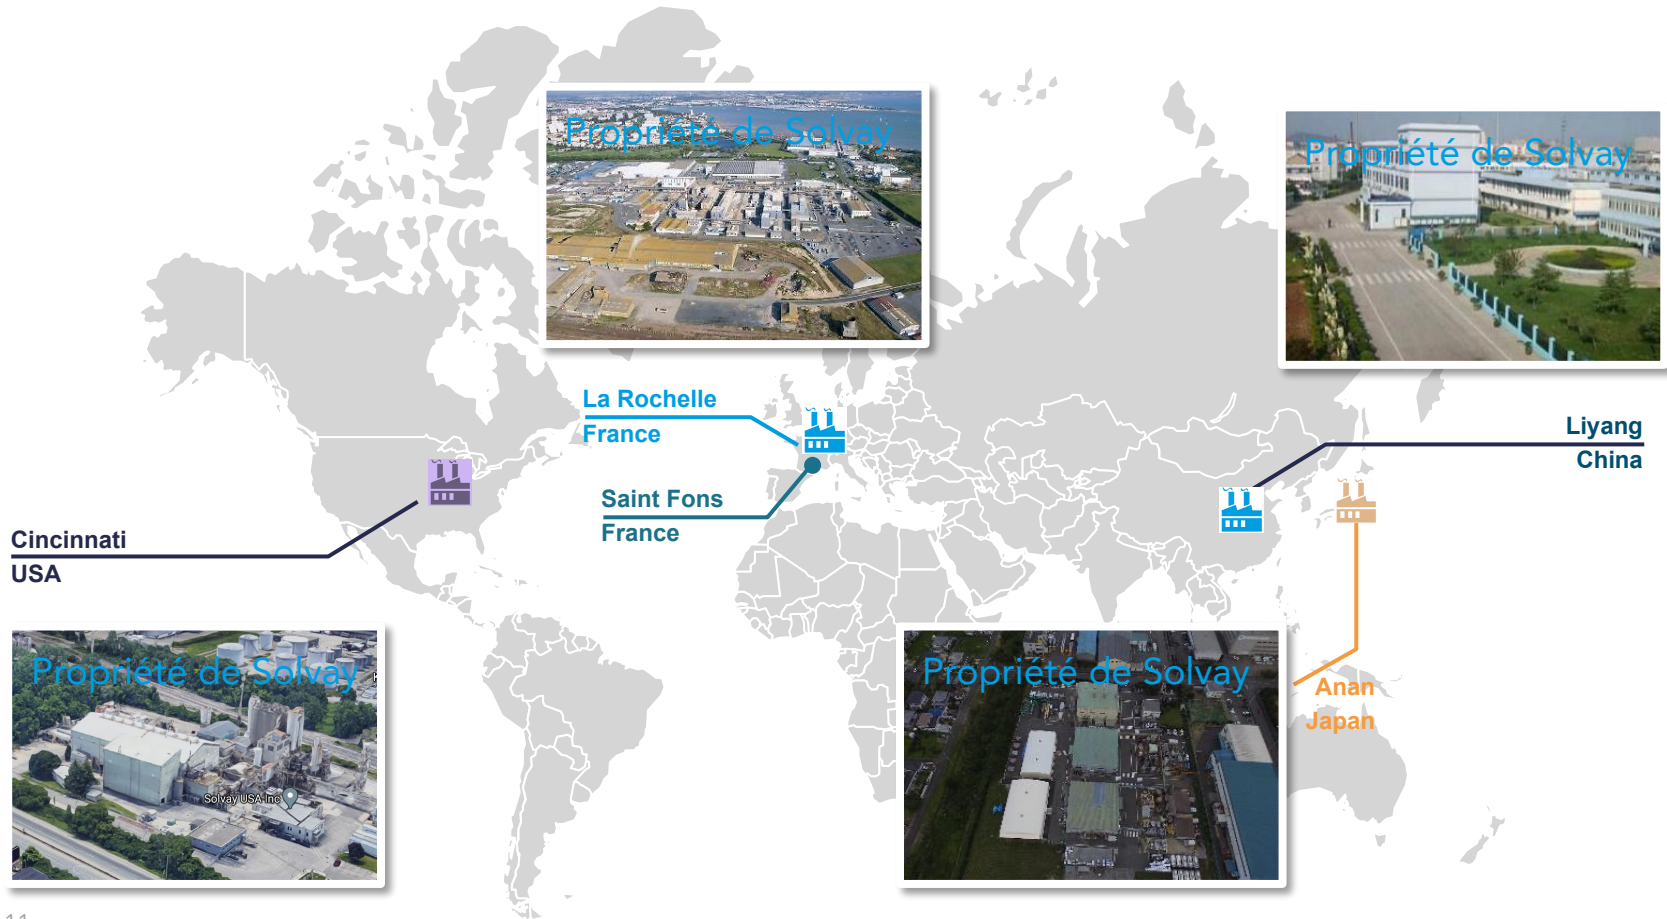 Propriété de Solvay
Propriété de Solvay
La Rochelle
France
Liyang
China
Saint Fons
France
Cincinnati
USA
Propriété de Solvay
Solvay USA Inc
Propriété de Solvay
Anan
Japan
11